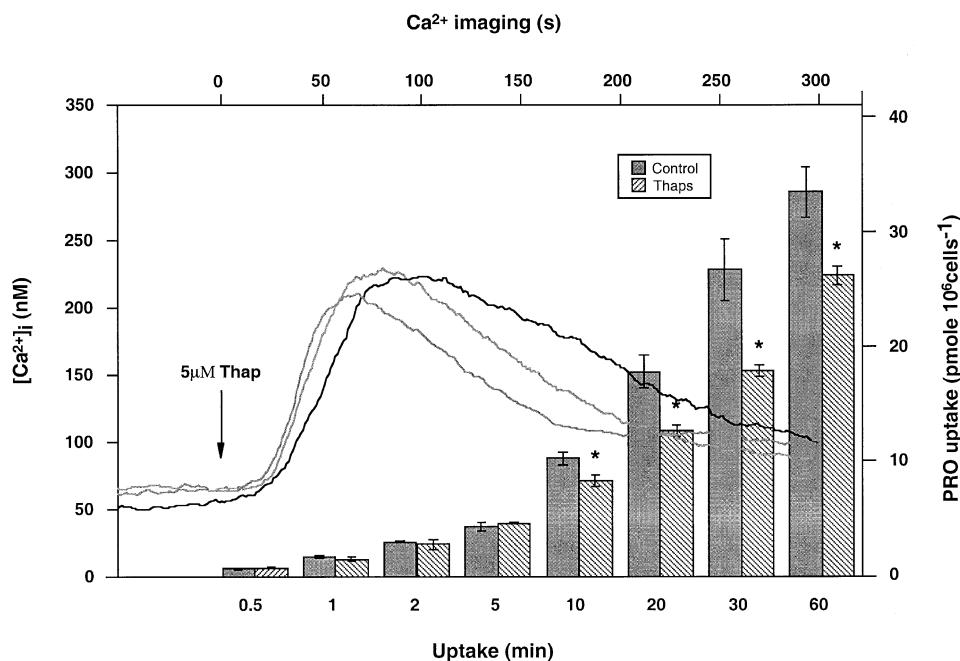 Ca²⁺ imaging (s)
0 50 100 150 200 250 300
350
300
250
200
150
100
50
0
[Ca²⁺]i (nM)
5µM Thap
Control
Thaps
* * * * *
40
30
20
10
0
PRO uptake (pmole 10⁶cells⁻¹)
0.5 1 2 5 10 20 30 60
Uptake (min)